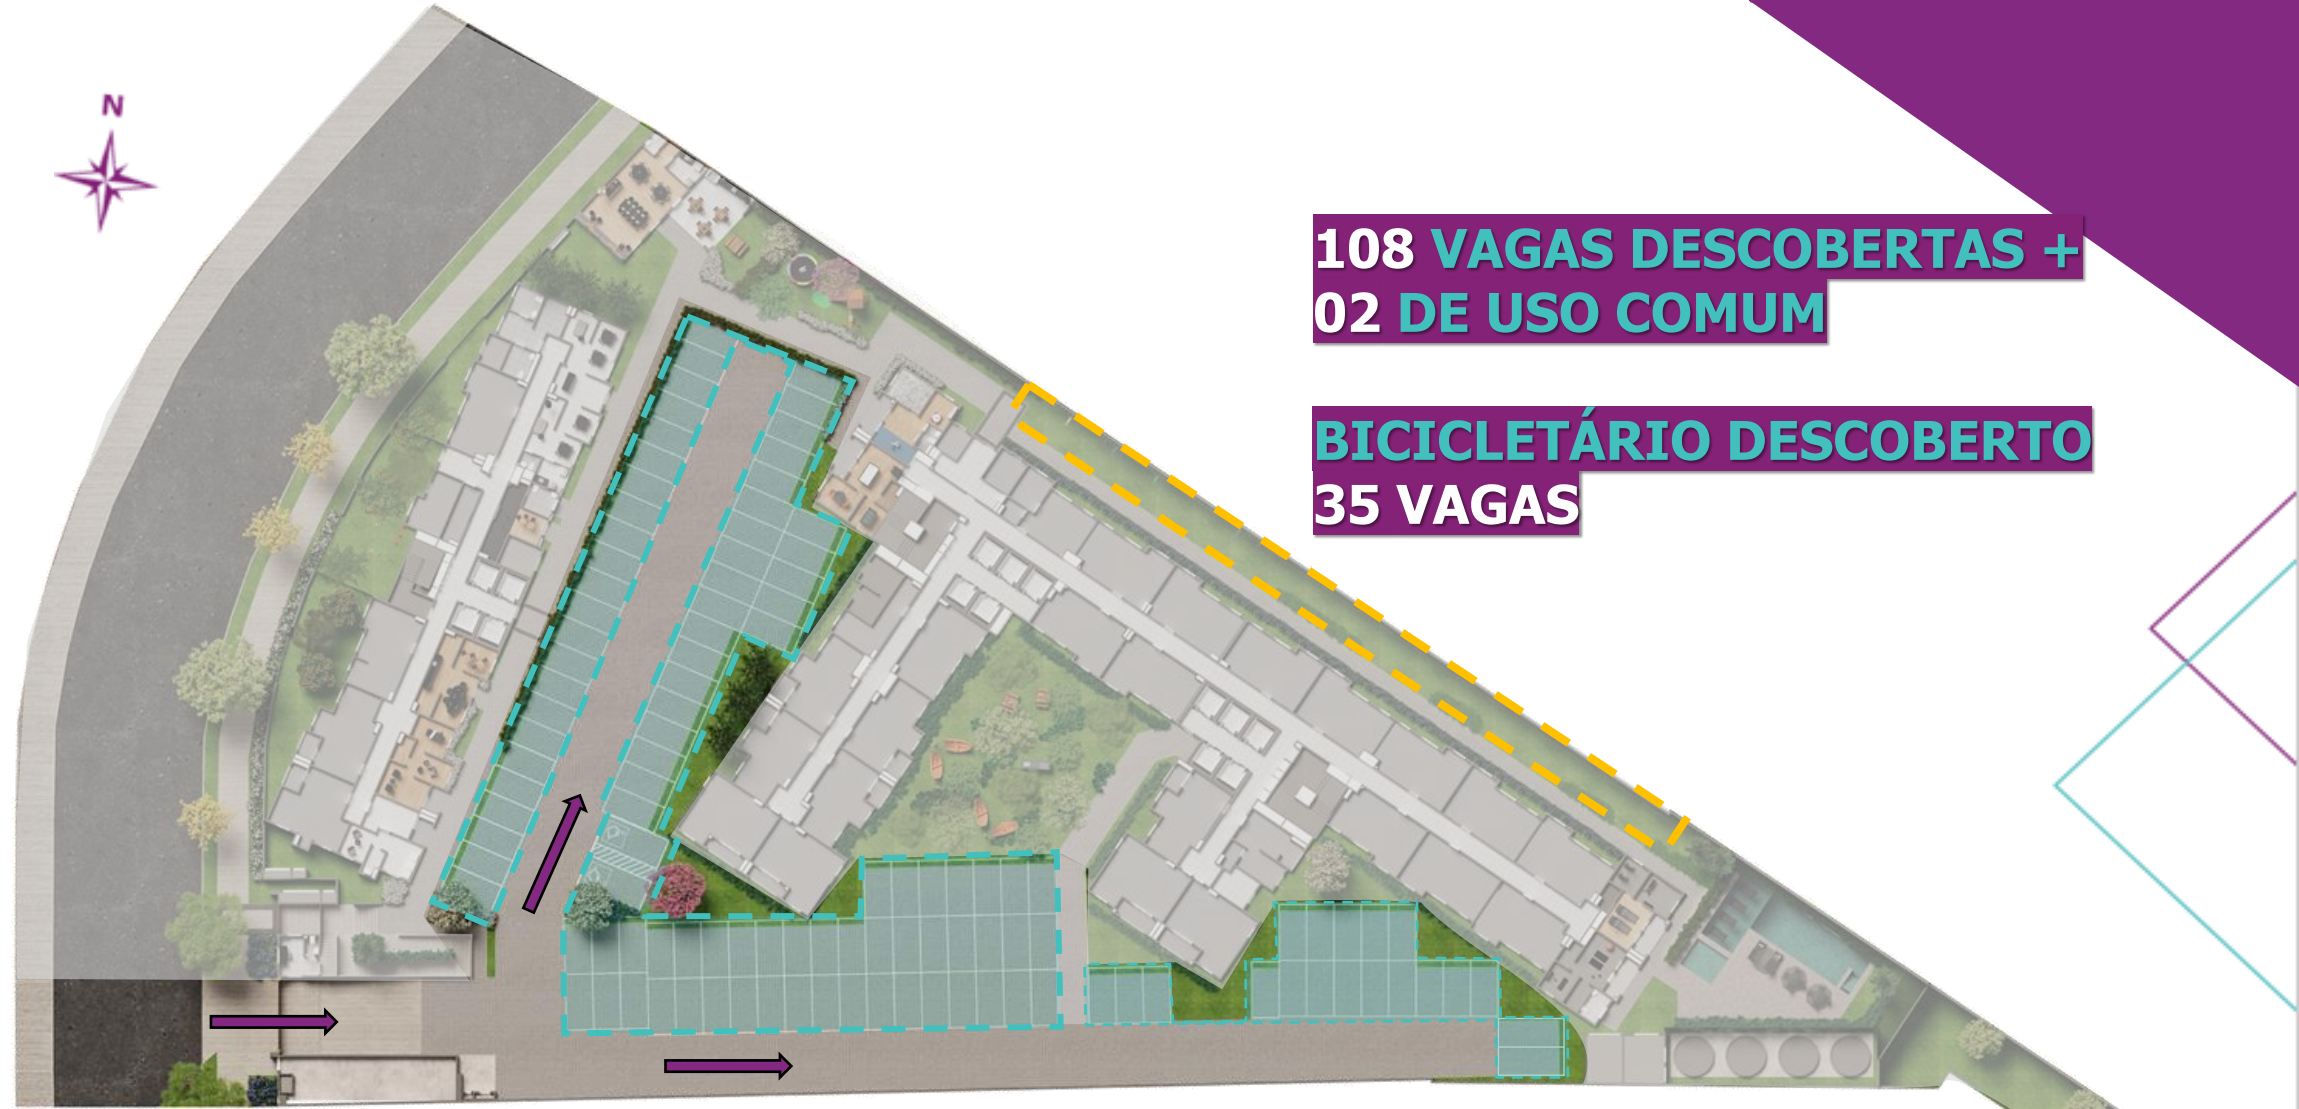 N
108 VAGAS DESCOBERTAS +
02 DE USO COMUM
BICICLETÁRIO DESCOBERTO
35 VAGAS